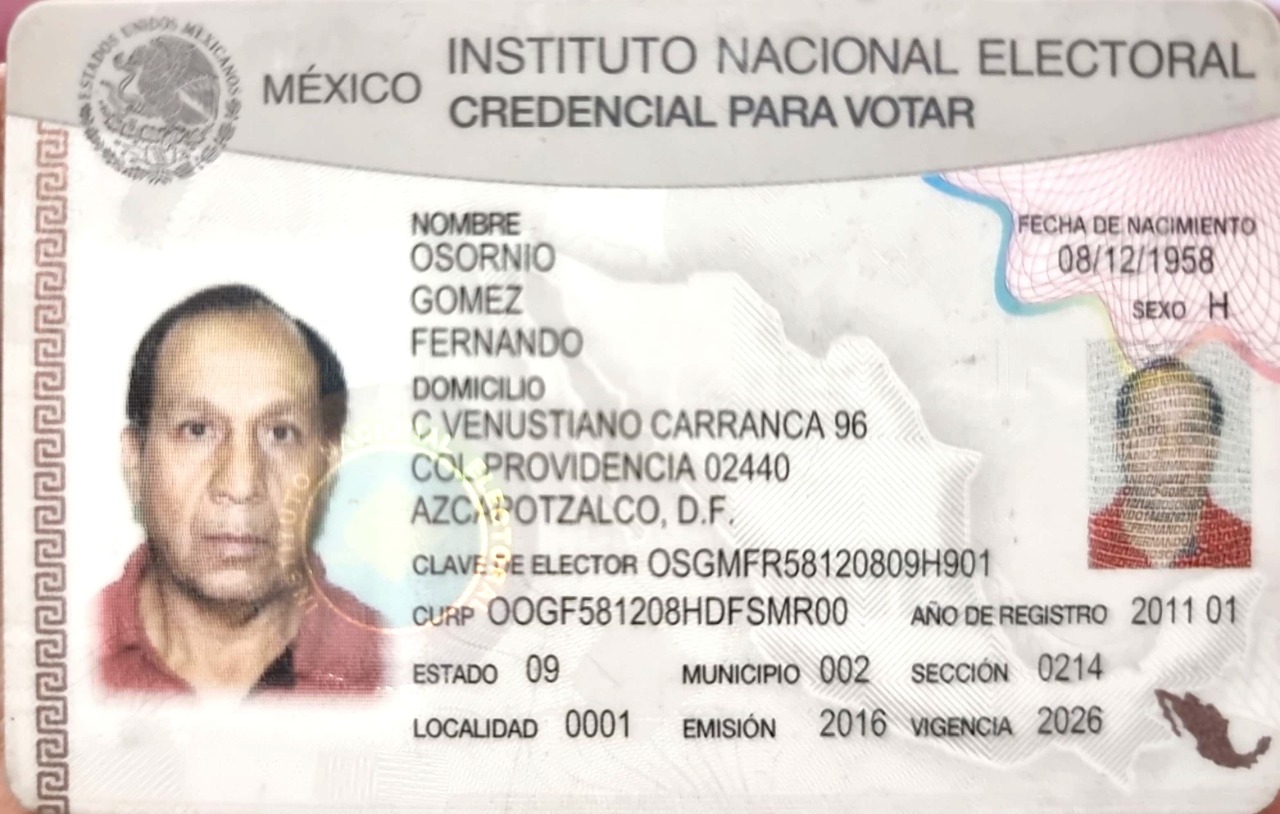 ESTADOS UNIDOS MEXICANOS
MÉXICO
INSTITUTO NACIONAL ELECTORAL
CREDENCIAL PARA VOTAR
NOMBRE
OSORNIO
GOMEZ
FERNANDO
FECHA DE NACIMIENTO
08/12/1958
SEXO H
DOMICILIO
C VENUSTIANO CARRANCA 96
COL PROVIDENCIA 02440
AZCAPOTZALCO, D.F.
CLAVE DE ELECTOR OSGMFR58120809H901
CURP OOGF581208HDFSMR00 AÑO DE REGISTRO 2011 01
ESTADO 09 MUNICIPIO 002 SECCIÓN 0214
LOCALIDAD 0001 EMISIÓN 2016 VIGENCIA 2026